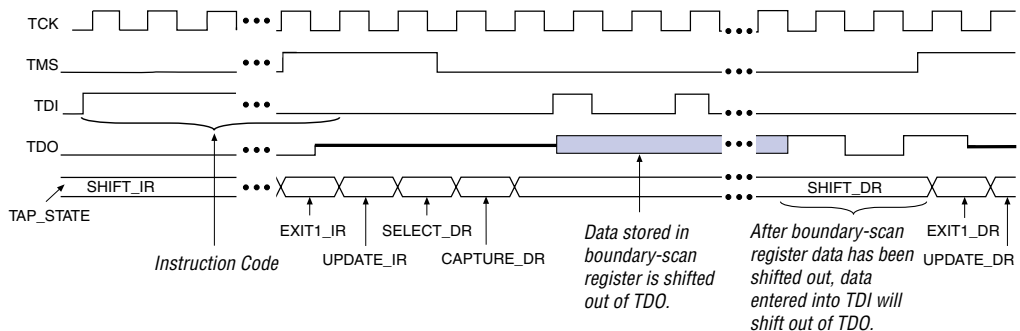 TCK
TMS
TDI
TDO
SHIFT_IR
SHIFT_DR
TAP_STATE
EXIT1_IR
SELECT_DR
UPDATE_IR
CAPTURE_DR
Instruction Code
Data stored in
boundary-scan
register is shifted
out of TDO.
After boundary-scan
register data has been
shifted out, data
entered into TDI will
shift out of TDO.
EXIT1_DR
UPDATE_DR